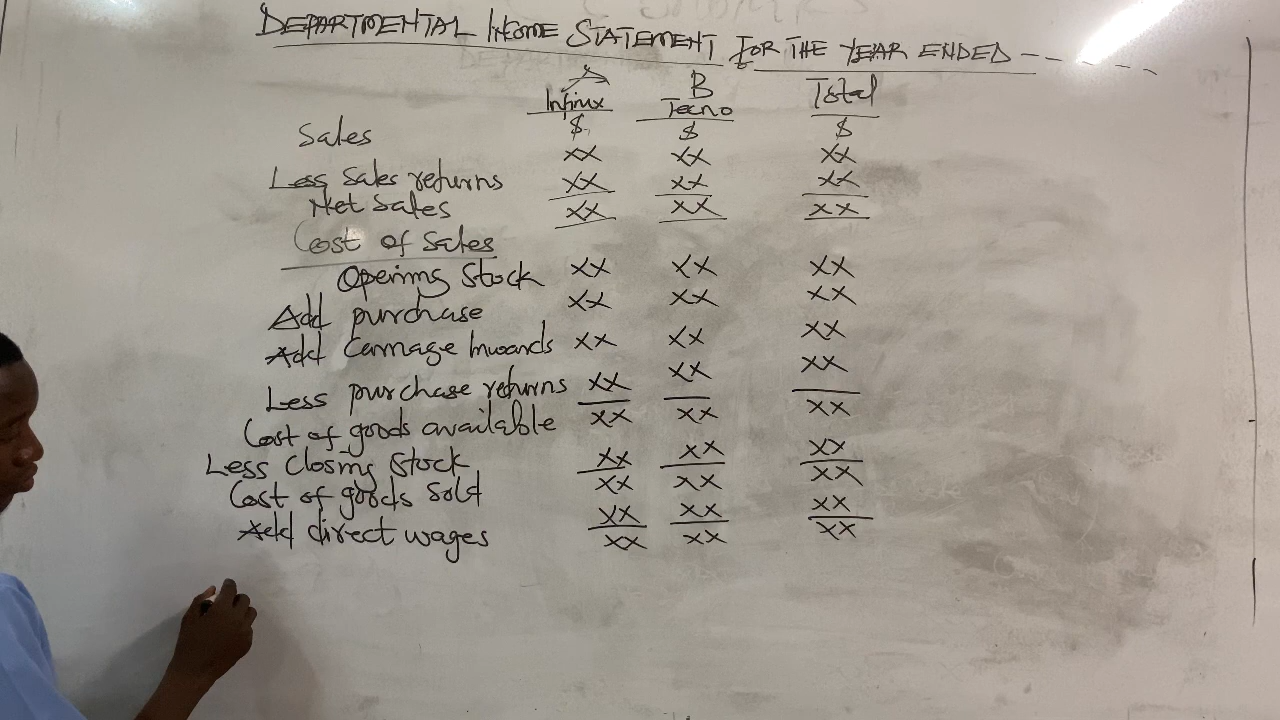 DEPARTMENTAL INCOME STATEMENT FOR THE YEAR ENDED ------
A B
Infinix Tecno Total
$ $ $
Sales XX XX XX
Less Sales returns XX XX XX
Net Sales XX XX XX
Cost of Sales
Opening Stock XX XX XX
Add purchase XX XX XX
Add Carriage Inwards XX XX XX
Less purchase returns XX XX XX
Cost of goods available XX XX XX
Less Closing Stock XX XX XX
Cost of goods Sold XX XX XX
Add direct wages XX XX XX
XX XX XX